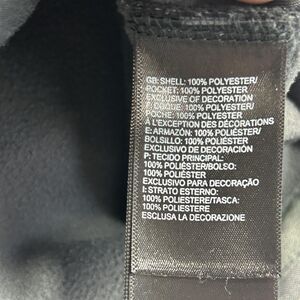 GB: SHELL: 100% POLYESTER/
POCKET: 100% POLYESTER
EXCLUSIVE OF DECORATION
F: COQUE: 100% POLYESTER/
POCHE: 100% POLYESTER
A L'EXCEPTION DES DÉCORATIONS
E: ARMAZÓN: 100% POLIÉSTER/
BOLSILLO: 100% POLIÉSTER
EXCLUSIVO DE DECORACIÓN
P: TECIDO PRINCIPAL:
100% POLIÉSTER/BOLSO:
100% POLIÉSTER
EXCLUSIVO PARA DECORAÇÃO
I: STRATO ESTERNO:
100% POLIESTERE/TASCA:
100% POLIESTERE
ESCLUSA LA DECORAZIONE